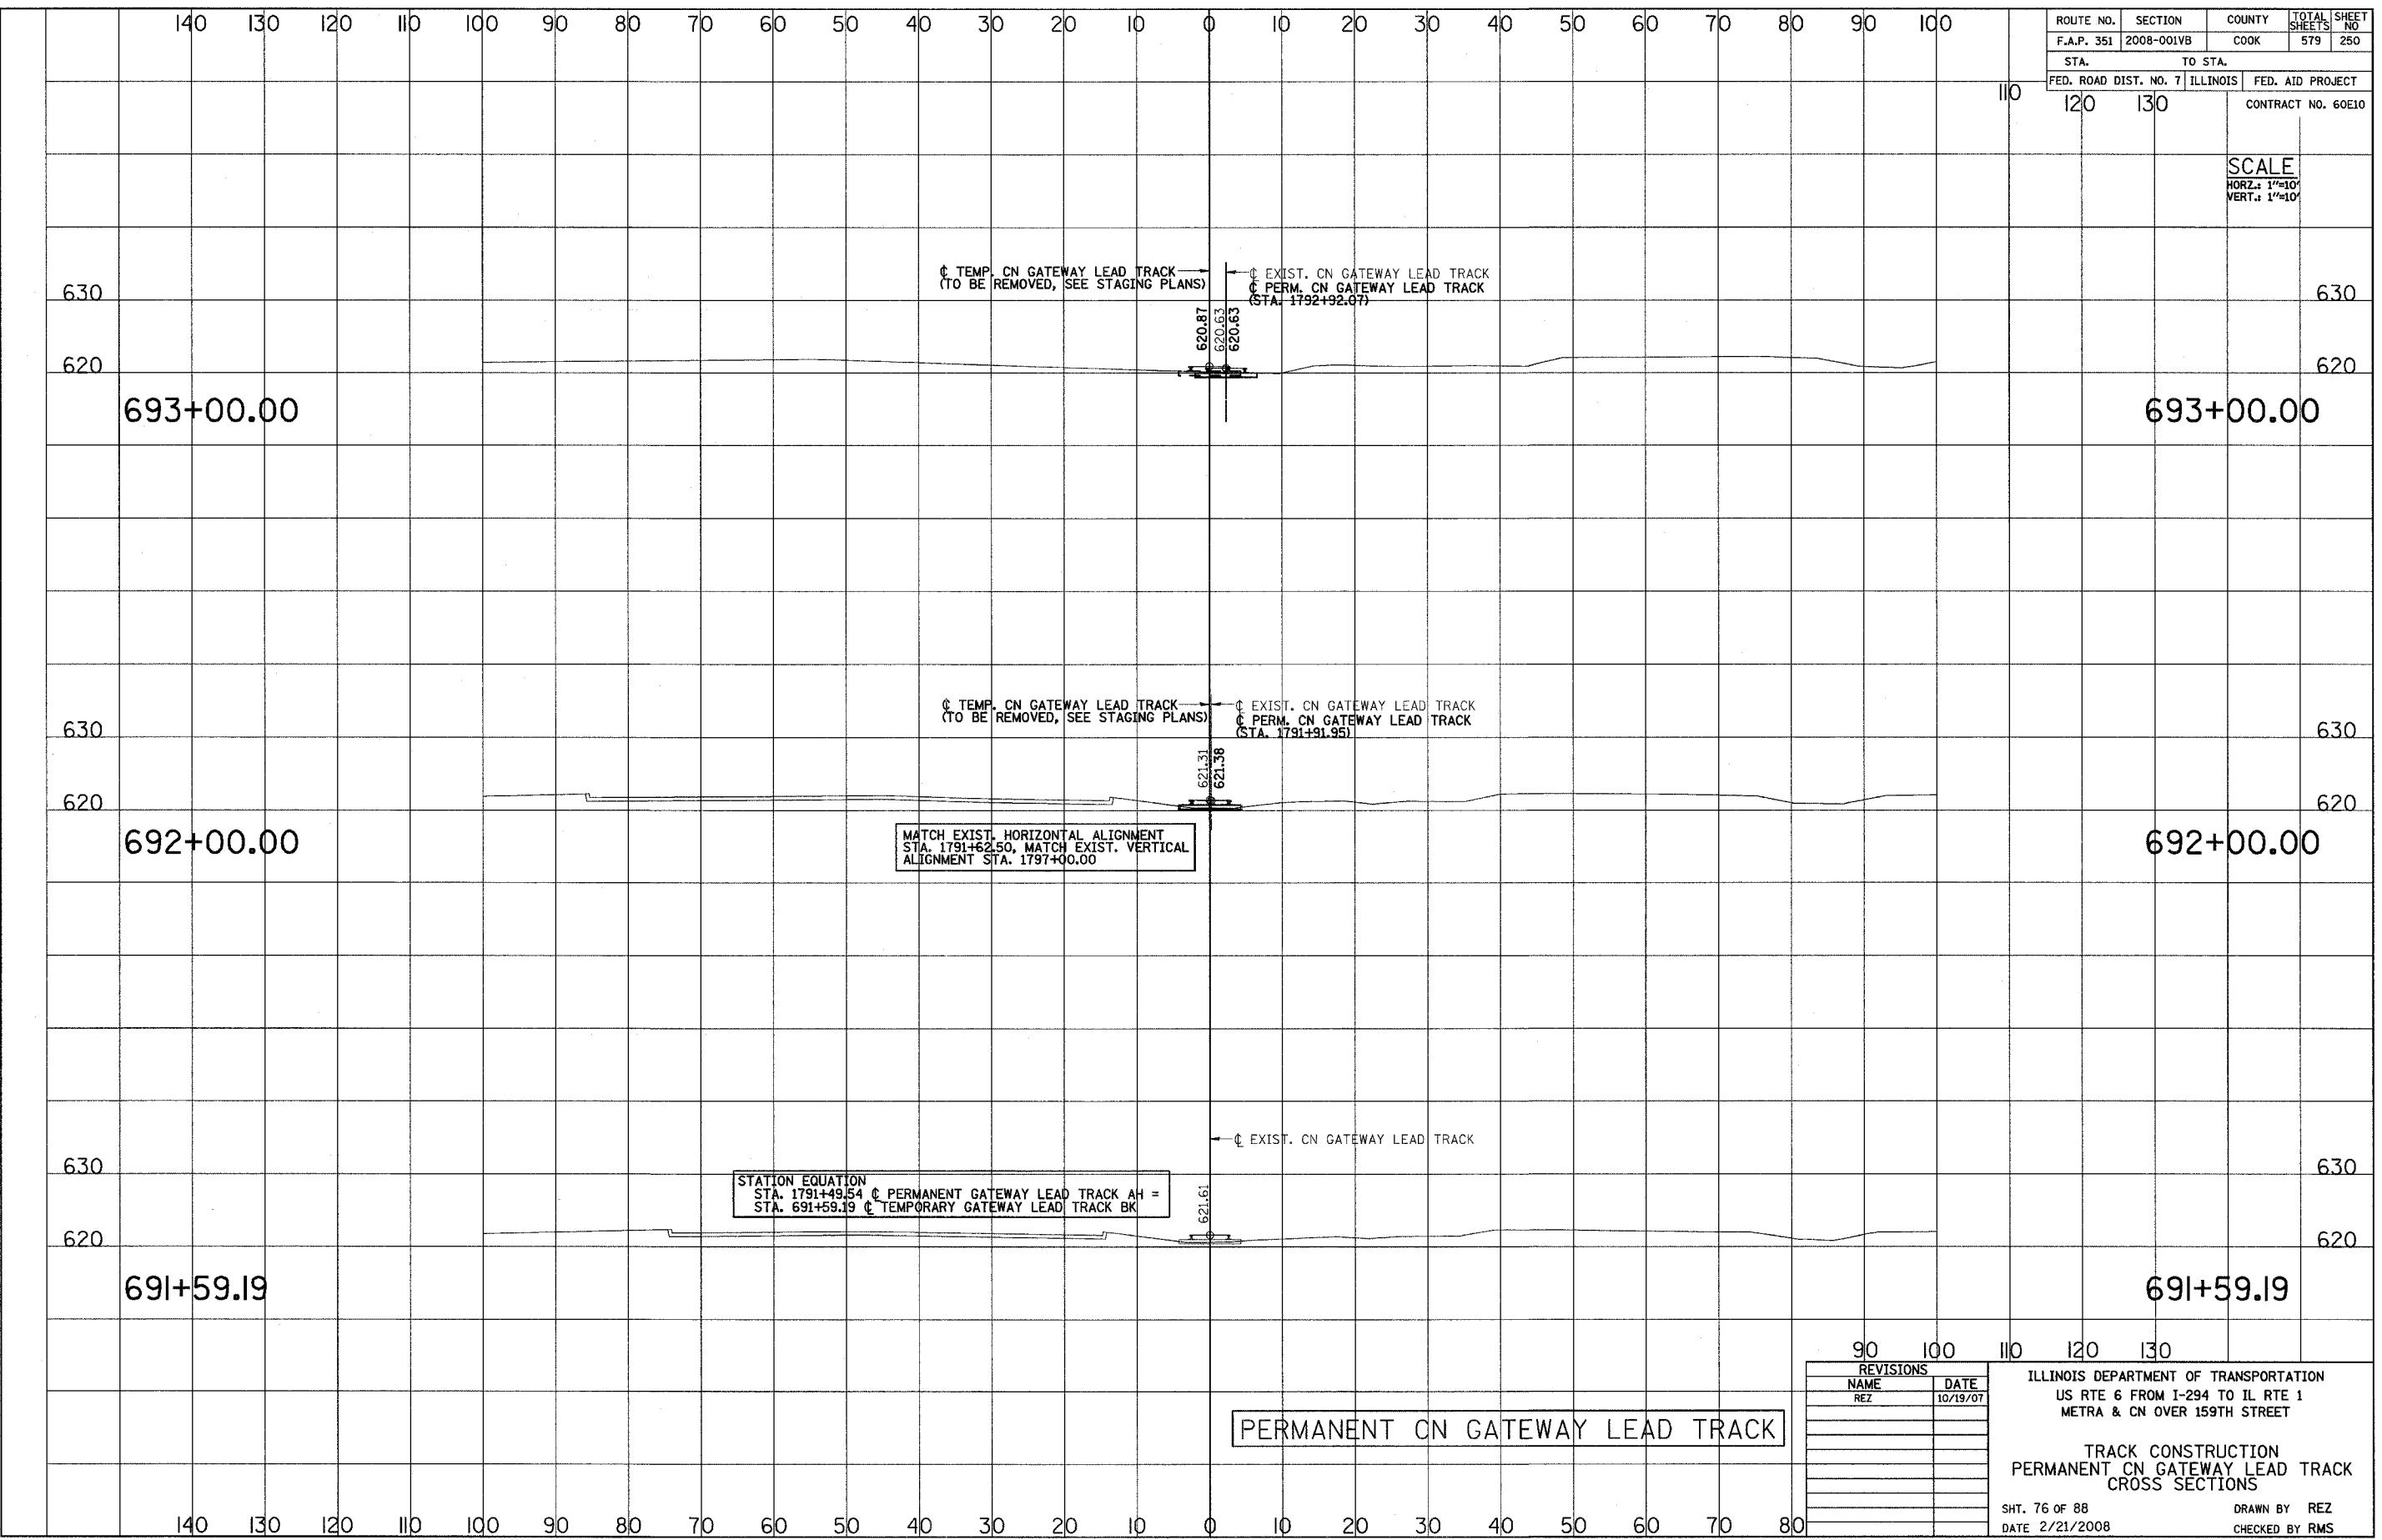 140 130 120 110 100 90 80 70 60 50 40 30 20 10 0 10 20 30 40 50 60 70 80 90 100
ROUTE NO. SECTION COUNTY TOTAL SHEETS SHEET NO
F.A.P. 351 2008-001VB COOK 579 250
STA. TO STA.
FED. ROAD DIST. NO. 7 ILLINOIS FED. AID PROJECT
110 120 130
CONTRACT NO. 60E10
SCALE
HORZ.: 1"=10'
VERT.: 1"=10'
℄ TEMP. CN GATEWAY LEAD TRACK
(TO BE REMOVED, SEE STAGING PLANS)
℄ EXIST. CN GATEWAY LEAD TRACK
℄ PERM. CN GATEWAY LEAD TRACK
(STA. 1792+92.07)
630 630
620.87
620.63
620.63
620 620
693+00.00 693+00.00
℄ TEMP. CN GATEWAY LEAD TRACK
(TO BE REMOVED, SEE STAGING PLANS)
℄ EXIST. CN GATEWAY LEAD TRACK
℄ PERM. CN GATEWAY LEAD TRACK
(STA. 1791+91.95)
630 630
621.31
621.38
620 620
692+00.00 692+00.00
MATCH EXIST. HORIZONTAL ALIGNMENT
STA. 1791+62.50, MATCH EXIST. VERTICAL
ALIGNMENT STA. 1797+00.00
℄ EXIST. CN GATEWAY LEAD TRACK
630 630
STATION EQUATION
STA. 1791+49.54 ℄ PERMANENT GATEWAY LEAD TRACK AH =
STA. 691+59.19 ℄ TEMPORARY GATEWAY LEAD TRACK BK
621.61
620 620
691+59.19 691+59.19
90 100 110 120 130
REVISIONS
NAME DATE
REZ 10/19/07
ILLINOIS DEPARTMENT OF TRANSPORTATION
US RTE 6 FROM I-294 TO IL RTE 1
METRA & CN OVER 159TH STREET
PERMANENT CN GATEWAY LEAD TRACK
TRACK CONSTRUCTION
PERMANENT CN GATEWAY LEAD TRACK
CROSS SECTIONS
SHT. 76 OF 88 DRAWN BY REZ
DATE 2/21/2008 CHECKED BY RMS
140 130 120 110 100 90 80 70 60 50 40 30 20 10 0 10 20 30 40 50 60 70 80